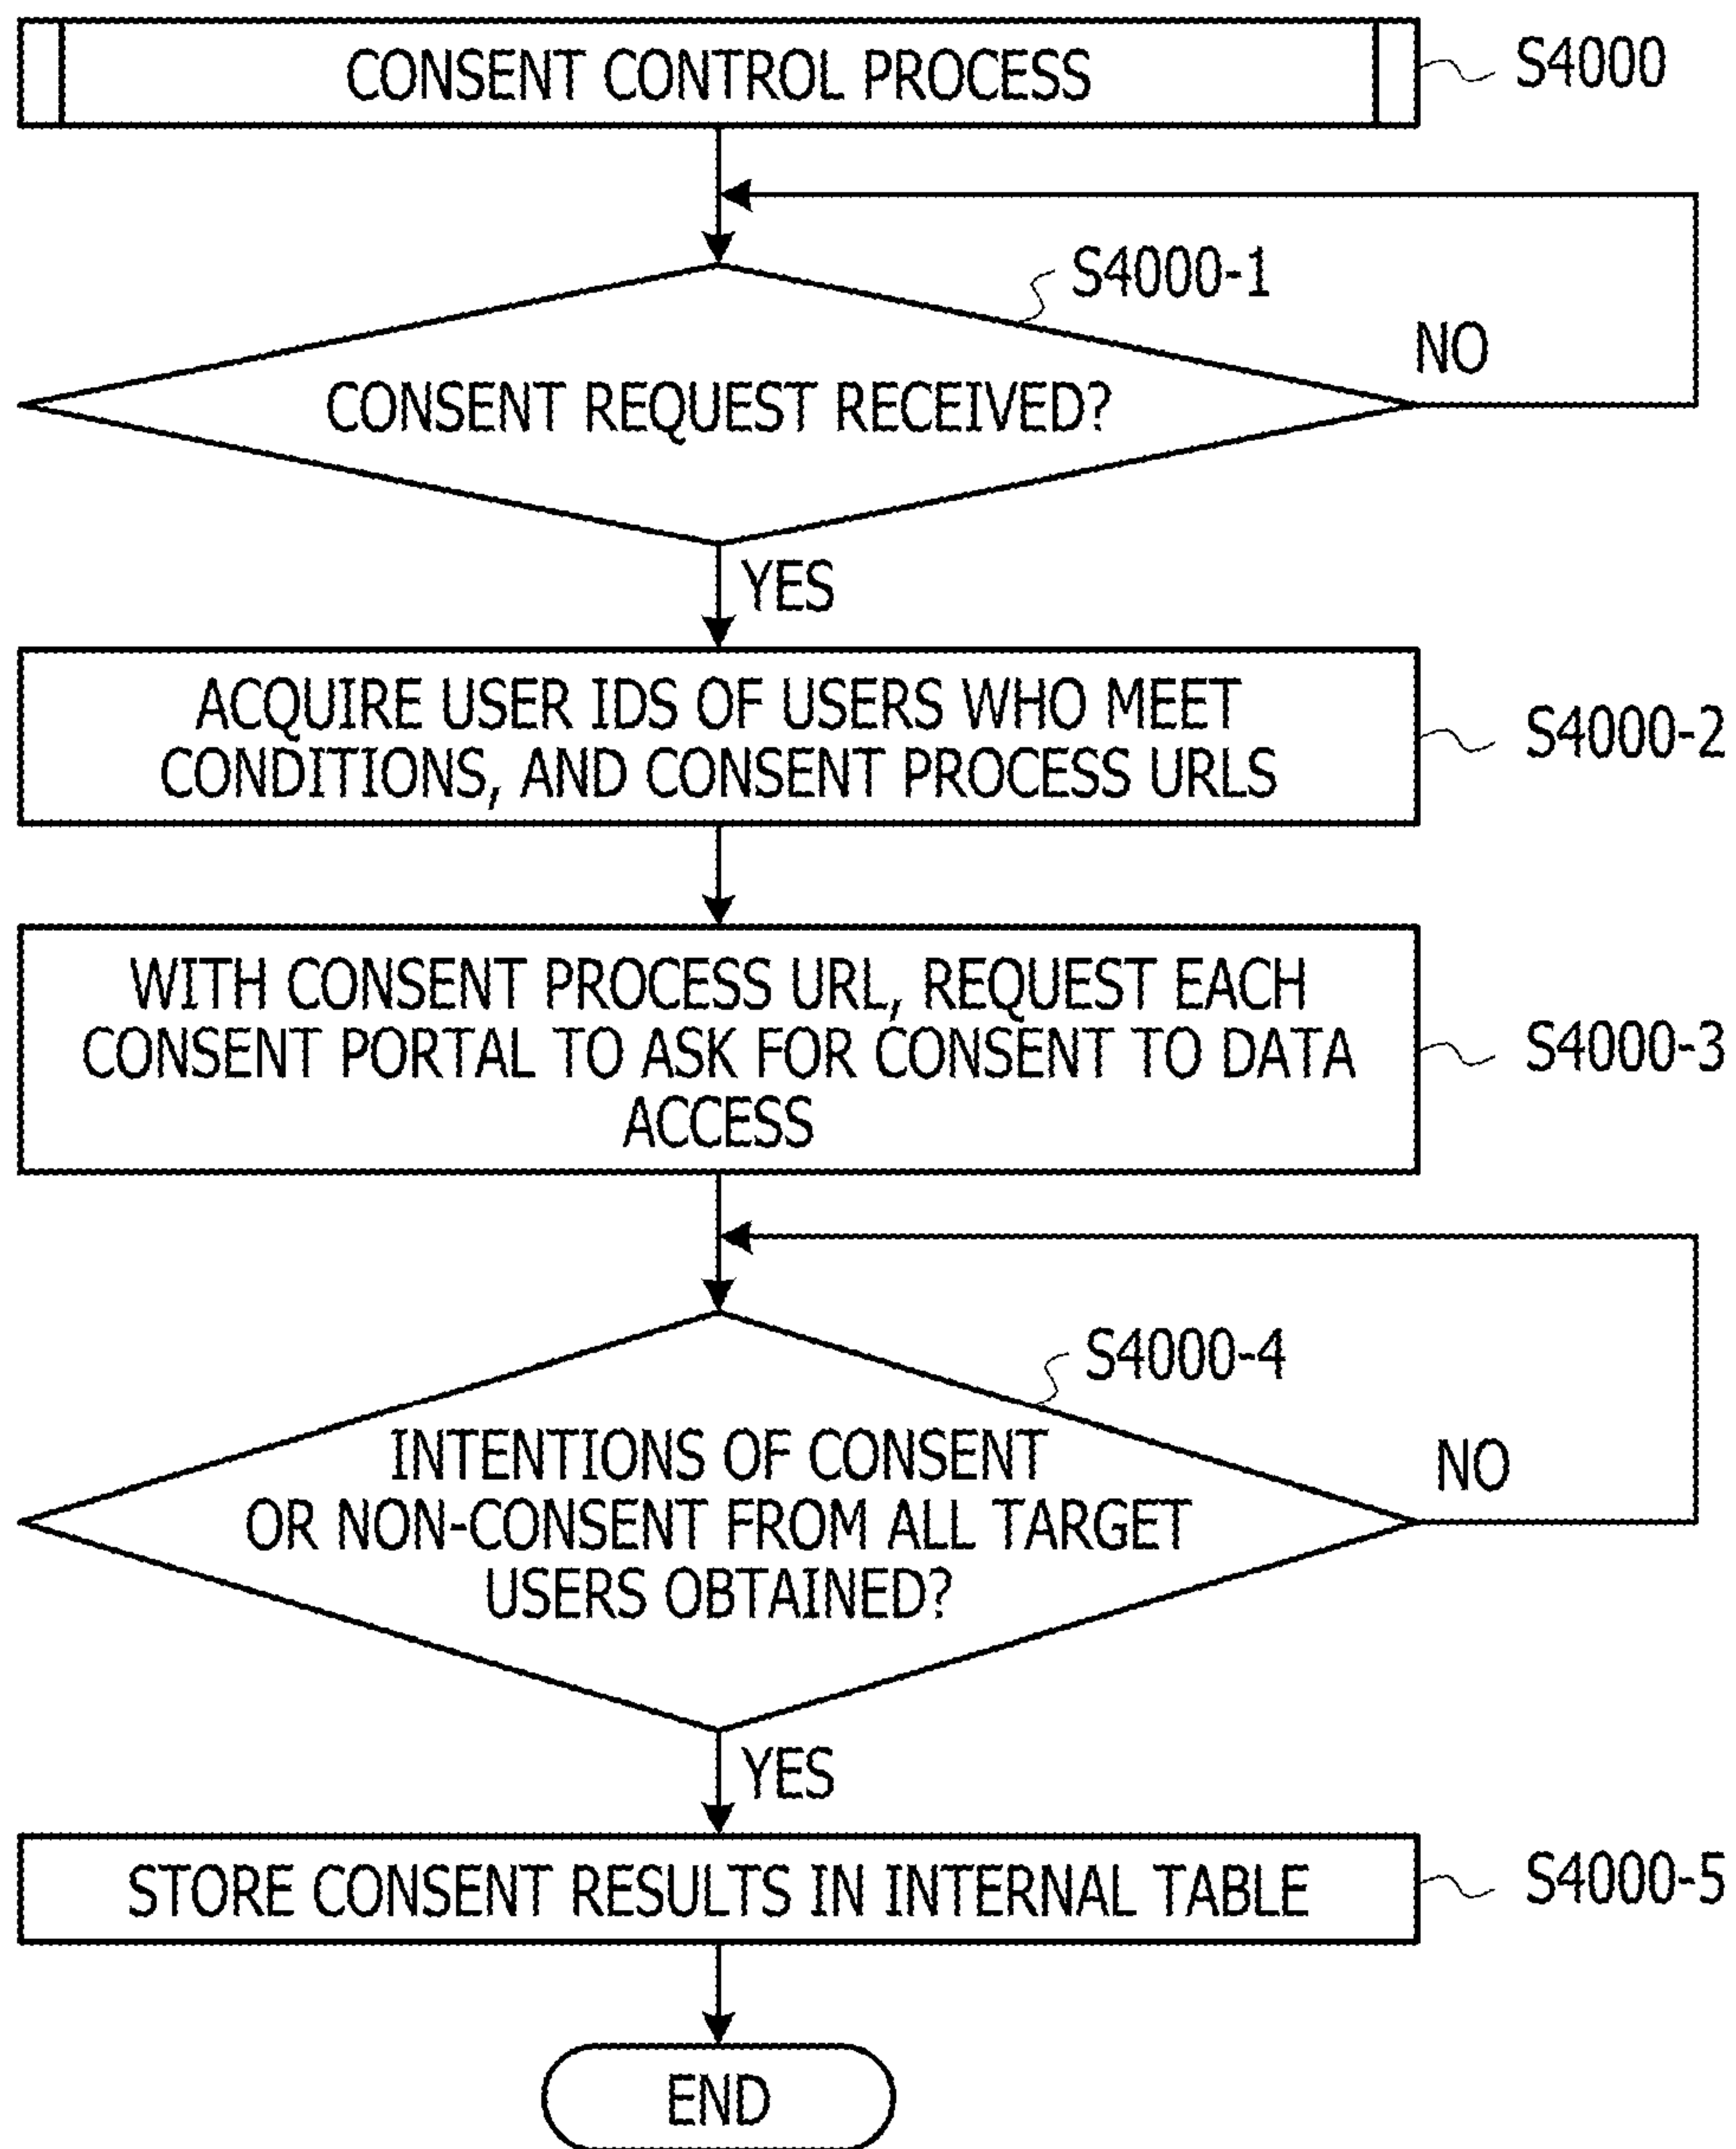 CONSENT CONTROL PROCESS
S4000
S4000-1
NO
CONSENT REQUEST RECEIVED?
YES
ACQUIRE USER IDS OF USERS WHO MEET
CONDITIONS, AND CONSENT PROCESS URLS
S4000-2
WITH CONSENT PROCESS URL, REQUEST EACH
CONSENT PORTAL TO ASK FOR CONSENT TO DATA
ACCESS
S4000-3
S4000-4
NO
INTENTIONS OF CONSENT
OR NON-CONSENT FROM ALL TARGET
USERS OBTAINED?
YES
STORE CONSENT RESULTS IN INTERNAL TABLE
S4000-5
END